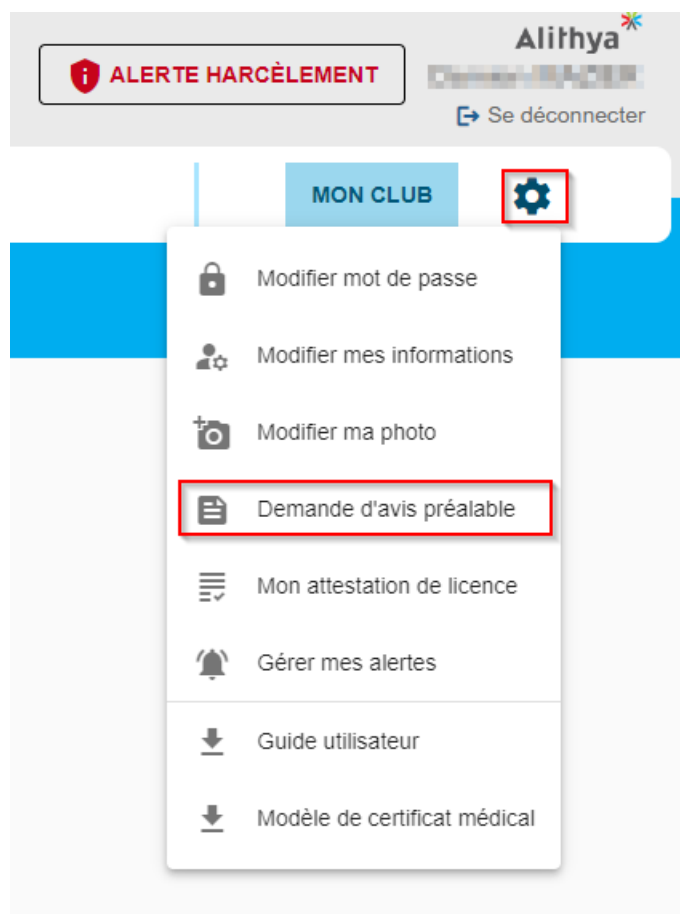 Alithya
ALERTE HARCÈLEMENT
Se déconnecter
MON CLUB
Modifier mot de passe
Modifier mes informations
Modifier ma photo
Demande d'avis préalable
Mon attestation de licence
Gérer mes alertes
Guide utilisateur
Modèle de certificat médical